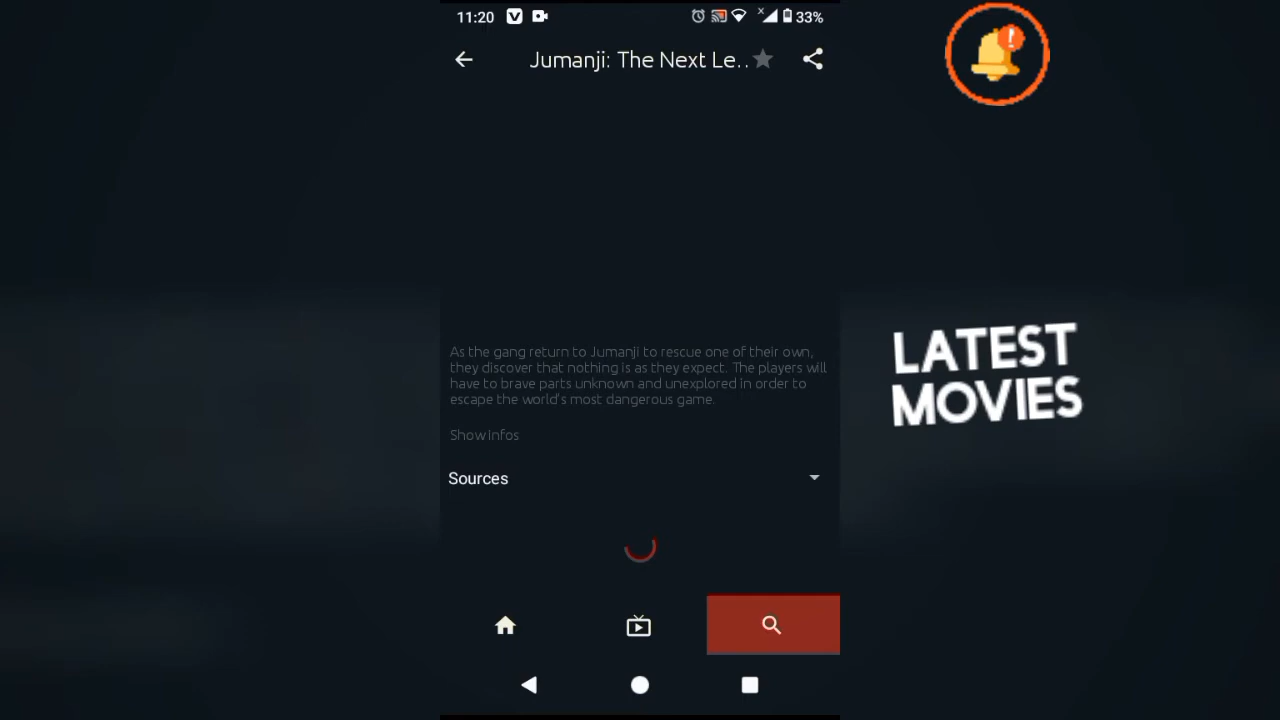 11:20
33%
Jumanji: The Next Le..
As the gang return to Jumanji to rescue one of their own,
they discover that nothing is as they expect. The players will
have to brave parts unknown and unexplored in order to
escape the world's most dangerous game.
Show Infos
Sources
LATEST
MOVIES